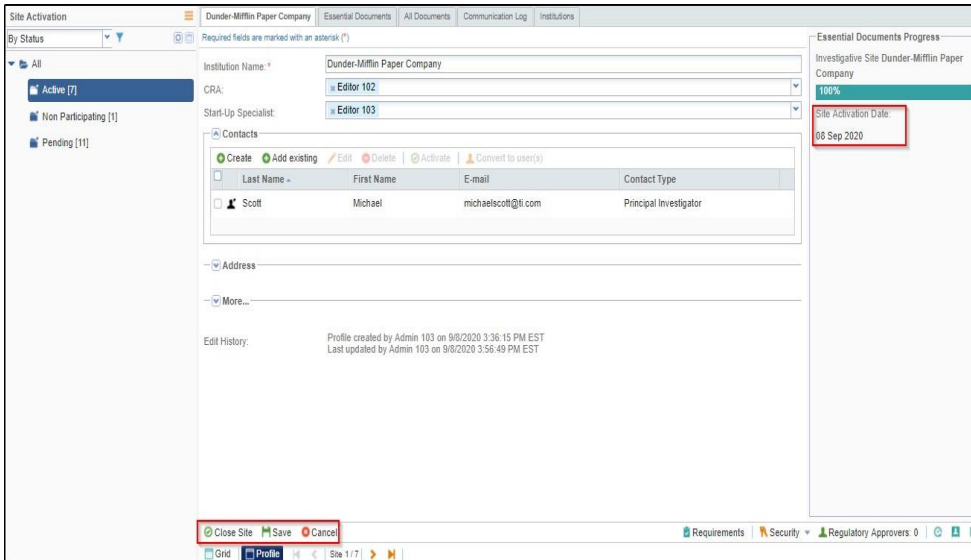 Site Activation
By Status
All
Active [7]
Non Participating [1]
Pending [11]
Dunder-Mifflin Paper Company
Essential Documents
All Documents
Communication Log
Institutions
Required fields are marked with an asterisk (*)
Institution Name: *
Dunder-Mifflin Paper Company
CRA:
Editor 102
Start-Up Specialist:
Editor 103
Contacts
Create
Add existing
Edit
Delete
Activate
Convert to user(s)
Last Name
First Name
E-mail
Contact Type
Scott
Michael
michaelscott@ti.com
Principal Investigator
Address
More...
Edit History:
Profile created by Admin 103 on 9/8/2020 3:36:15 PM EST
Last updated by Admin 103 on 9/8/2020 3:56:49 PM EST
Essential Documents Progress
Investigative Site Dunder-Mifflin Paper
Company
100%
Site Activation Date:
08 Sep 2020
Close Site
Save
Cancel
Requirements
Security
Regulatory Approvers: 0
Grid
Profile
Site 1 / 7